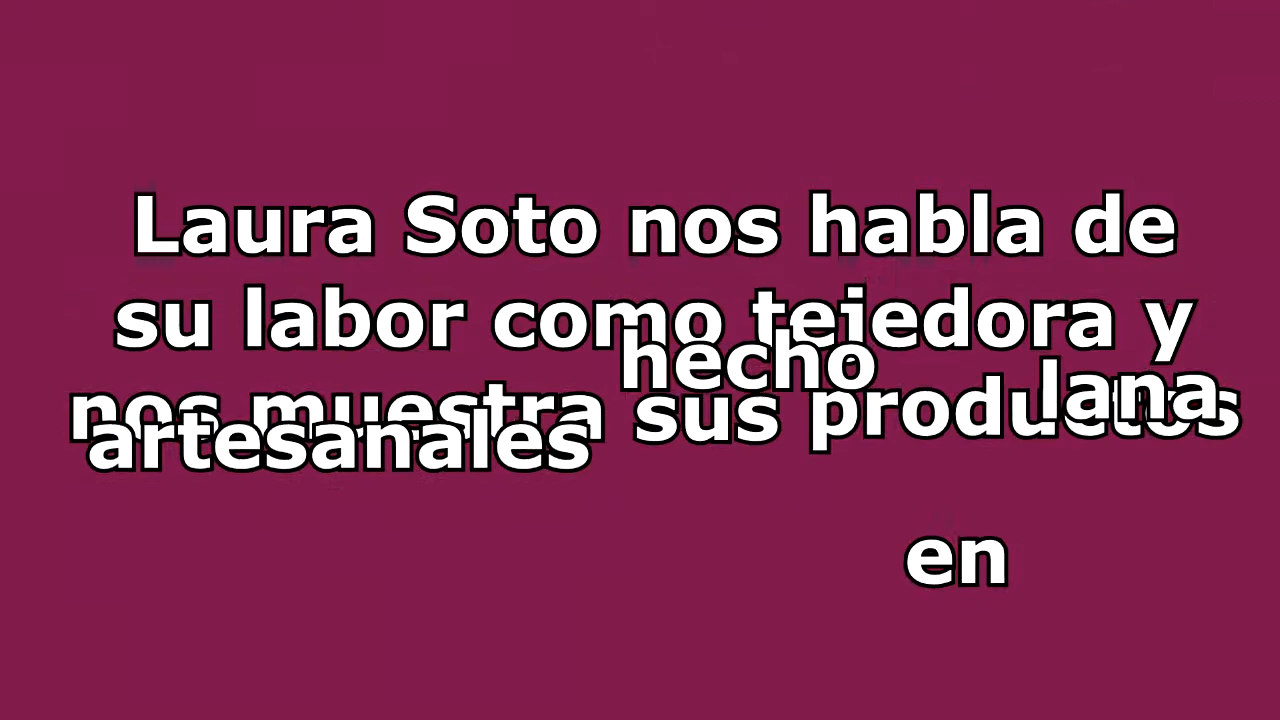 Laura Soto nos habla de
su labor como tejedora y
nos muestra sus productos
artesanales hecho en lana